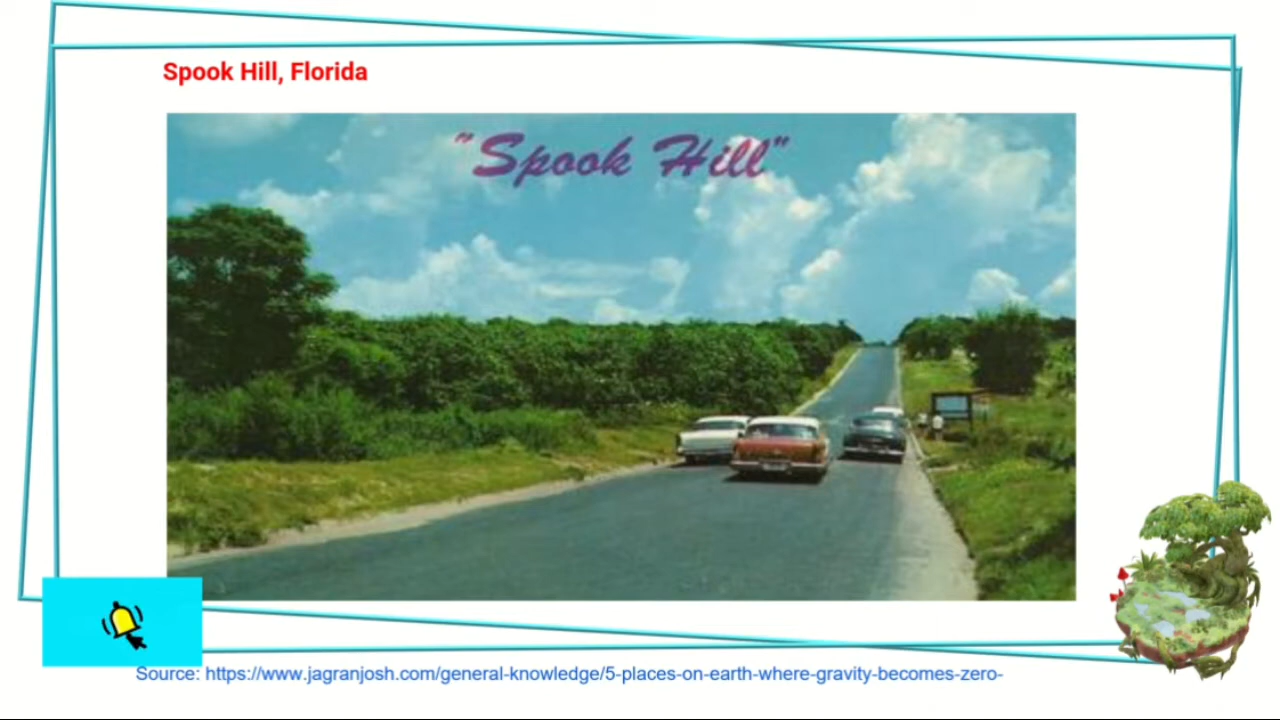 Spook Hill, Florida
"Spook Hill"
Source: https://www.jagranjosh.com/general-knowledge/5-places-on-earth-where-gravity-becomes-zero-